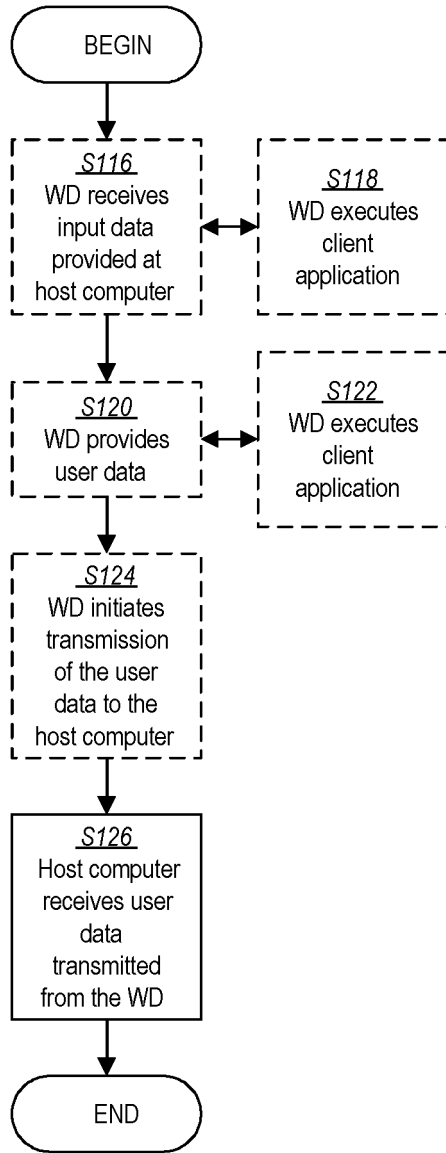 BEGIN
S116
WD receives
input data
provided at
host computer
S118
WD executes
client
application
S120
WD provides
user data
S122
WD executes
client
application
S124
WD initiates
transmission
of the user
data to the
host computer
S126
Host computer
receives user
data
transmitted
from the WD
END